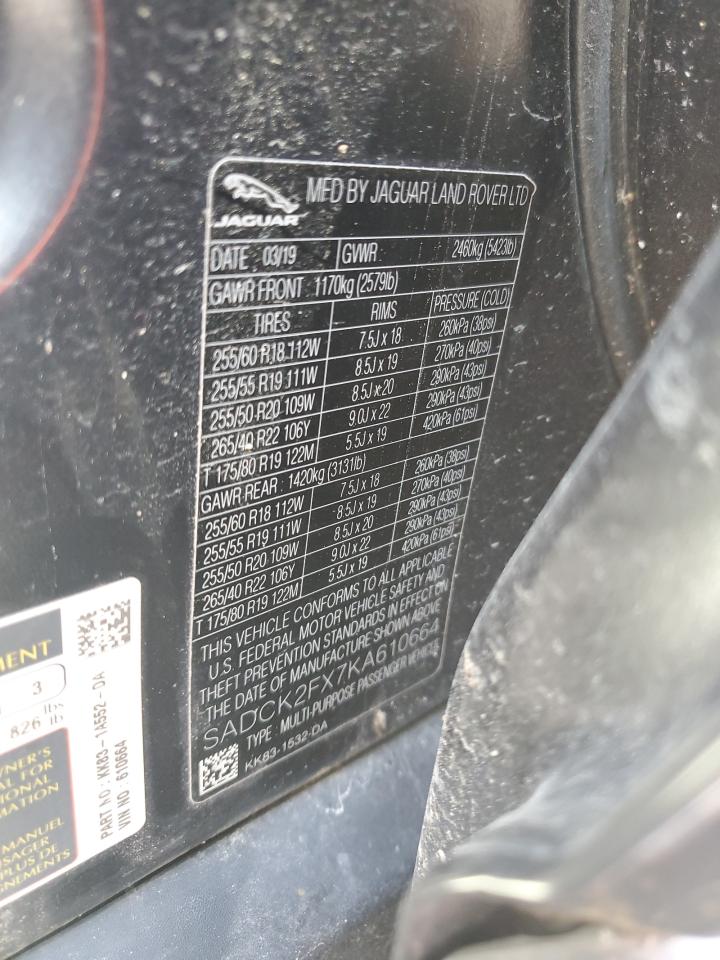 JAGUAR
MFD BY JAGUAR LAND ROVER LTD
DATE 03/19 GVWR 2460kg (5423lb)
GAWR FRONT 1170kg (2579lb)
TIRES RIMS PRESSURE (COLD)
255/60 R18 112W 7.5J x 18 260kPa (38psi)
255/55 R19 111W 8.5J x 19 270kPa (40psi)
255/50 R20 109W 8.5J x 20 290kPa (43psi)
265/40 R22 106Y 9.0J x 22 290kPa (43psi)
T 175/80 R19 122M 5.5J x 19 420kPa (61psi)
GAWR REAR : 1420kg (3131lb)
255/60 R18 112W 7.5J x 18 260kPa (38psi)
255/55 R19 111W 8.5J x 19 270kPa (40psi)
255/50 R20 109W 8.5J x 20 290kPa (43psi)
265/40 R22 106Y 9.0J x 22 290kPa (43psi)
T 175/80 R19 122M 5.5J x 19 420kPa (61psi)
THIS VEHICLE CONFORMS TO ALL APPLICABLE
U.S. FEDERAL MOTOR VEHICLE SAFETY AND
THEFT PREVENTION STANDARDS IN EFFECT ON
THE DATE OF MANUFACTURE SHOWN ABOVE
SADCK2FX7KA610664
TYPE : MULTI-PURPOSE PASSENGER VEHICLE
KK83-1532-DA
3
lbs
826 lb
PART NO : KK83-1A552-DA
VIN NO : 610664
MANUEL
PLUS DE